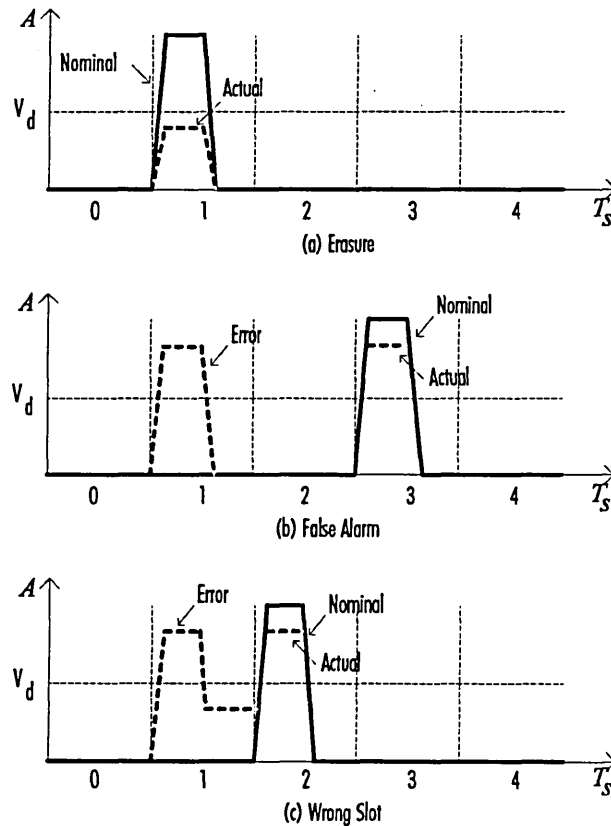 A
Nominal
Actual
V_d
0 1 2 3 4 T_s
(a) Erasure
A
Nominal
Error
Actual
V_d
0 1 2 3 4 T_s
(b) False Alarm
A
Error
Nominal
Actual
V_d
0 1 2 3 4 T_s
(c) Wrong Slot